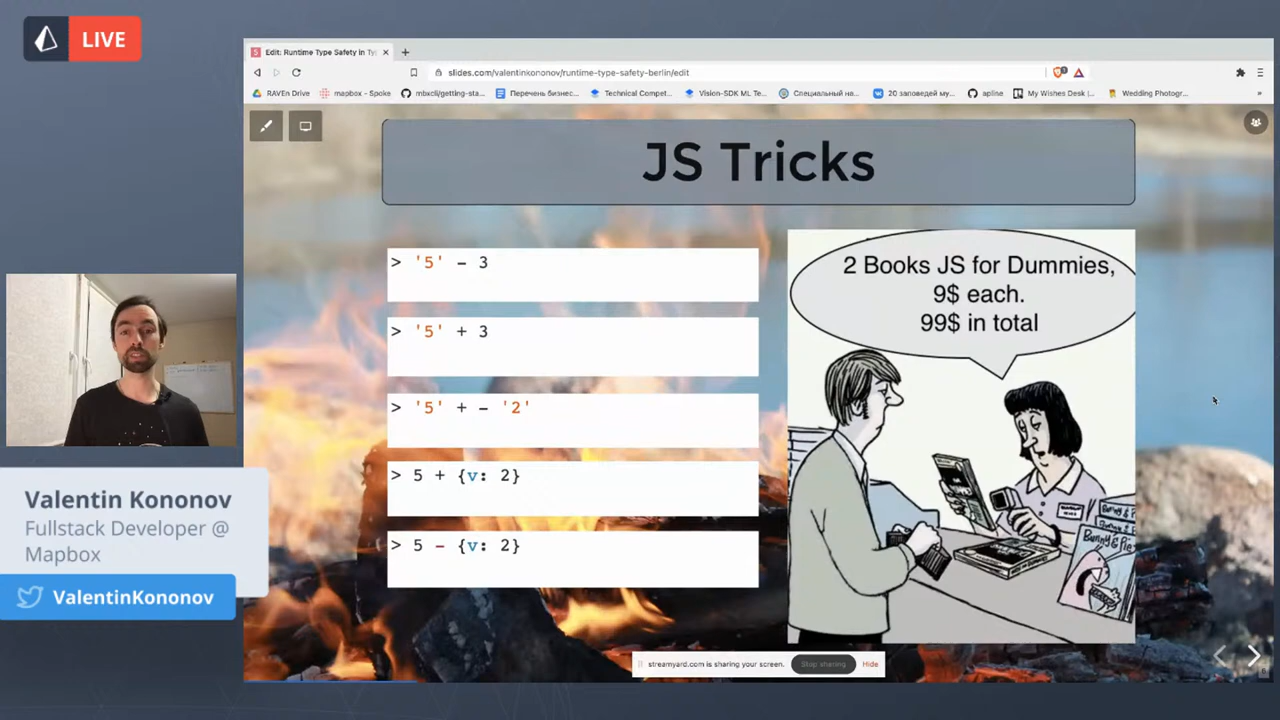 LIVE
Edit: Runtime Type Safety in Ty
slides.com/valentinkononov/runtime-type-safety-berlin/edit
RAVEn Drive
mapbox - Spoke
mbxcli/getting-sta...
Перечень бизнес...
Technical Compet...
Vision-SDK ML Te...
Специальный на...
20 заповедей му...
apline
My Wishes Desk |...
Wedding Photogr...
JS Tricks
> '5' - 3
> '5' + 3
> '5' + - '2'
> 5 + {v: 2}
> 5 - {v: 2}
2 Books JS for Dummies,
9$ each.
99$ in total
Bunny & Pie
Valentin Kononov
Fullstack Developer @
Mapbox
ValentinKononov
streamyard.com is sharing your screen.
Stop sharing
Hide